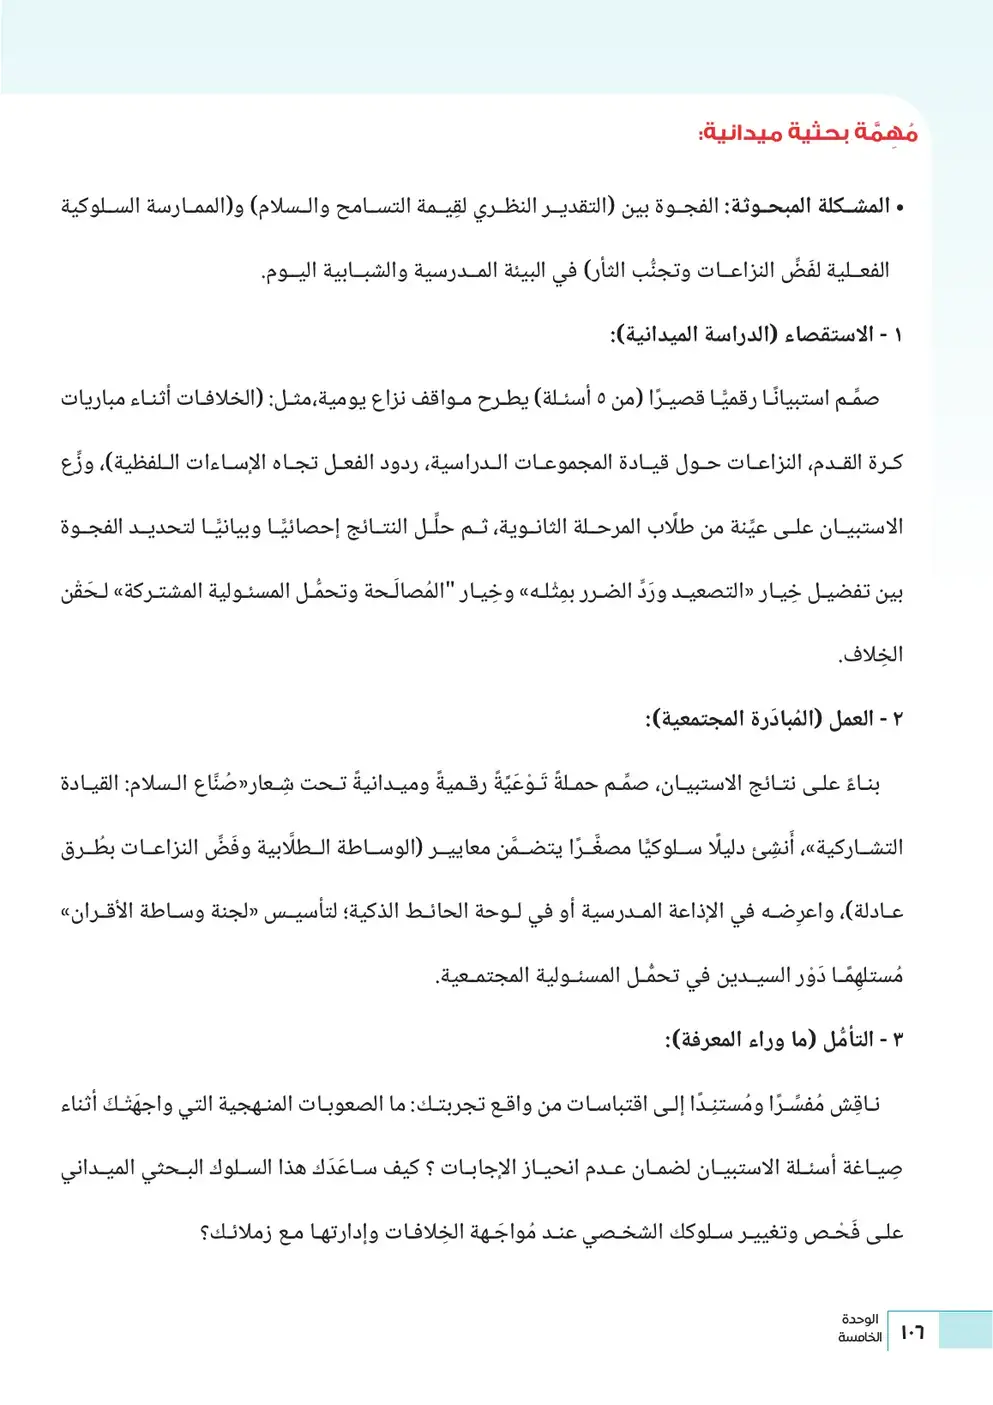 مُهِمَّة بحثية ميدانية:
• المشكلة المبحوثة: الفجوة بين (التقدير النظري لقِيمة التسامح والسلام) و(الممارسة السلوكية
الفعلية لفَضِّ النزاعات وتجنُّب الثأر) في البيئة المدرسية والشبابية اليوم.
١ - الاستقصاء (الدراسة الميدانية):
صمِّم استبيانًا رقميًّا قصيرًا (من ٥ أسئلة) يطرح مواقف نزاع يومية،مثل: (الخلافات أثناء مباريات
كرة القدم، النزاعات حول قيادة المجموعات الدراسية، ردود الفعل تجاه الإساءات اللفظية)، وزِّع
الاستبيان على عيِّنة من طلَّاب المرحلة الثانوية، ثم حلِّل النتائج إحصائيًّا وبيانيًّا لتحديد الفجوة
بين تفضيل خِيار «التصعيد ورَدِّ الضرر بمِثْله» وخِيار "المُصالَحة وتحمُّل المسئولية المشتركة» لحَقْن
الخِلاف.
٢ - العمل (المُبادَرة المجتمعية):
بناءً على نتائج الاستبيان، صمِّم حملةً تَوْعَيَّةً رقميةً وميدانيةً تحت شِعار«صُنَّاع السلام: القيادة
التشاركية»، أَنشِئ دليلًا سلوكيًّا مصغَّرًا يتضمَّن معايير (الوساطة الطلَّابية وفَضِّ النزاعات بطُرق
عادلة)، واعرِضه في الإذاعة المدرسية أو في لوحة الحائط الذكية؛ لتأسيس «لجنة وساطة الأقران»
مُستلهِمًا دَوْر السيدين في تحمُّل المسئولية المجتمعية.
٣ - التأمُّل (ما وراء المعرفة):
ناقِش مُفسِّرًا ومُستنِدًا إلى اقتباسات من واقع تجربتك: ما الصعوبات المنهجية التي واجهَتْكَ أثناء
صِياغة أسئلة الاستبيان لضمان عدم انحياز الإجابات ؟ كيف ساعَدَك هذا السلوك البحثي الميداني
على فَحْص وتغيير سلوكك الشخصي عند مُواجَهة الخِلافات وإدارتها مع زملائك؟
الوحدة
الخامسة
١٠٦